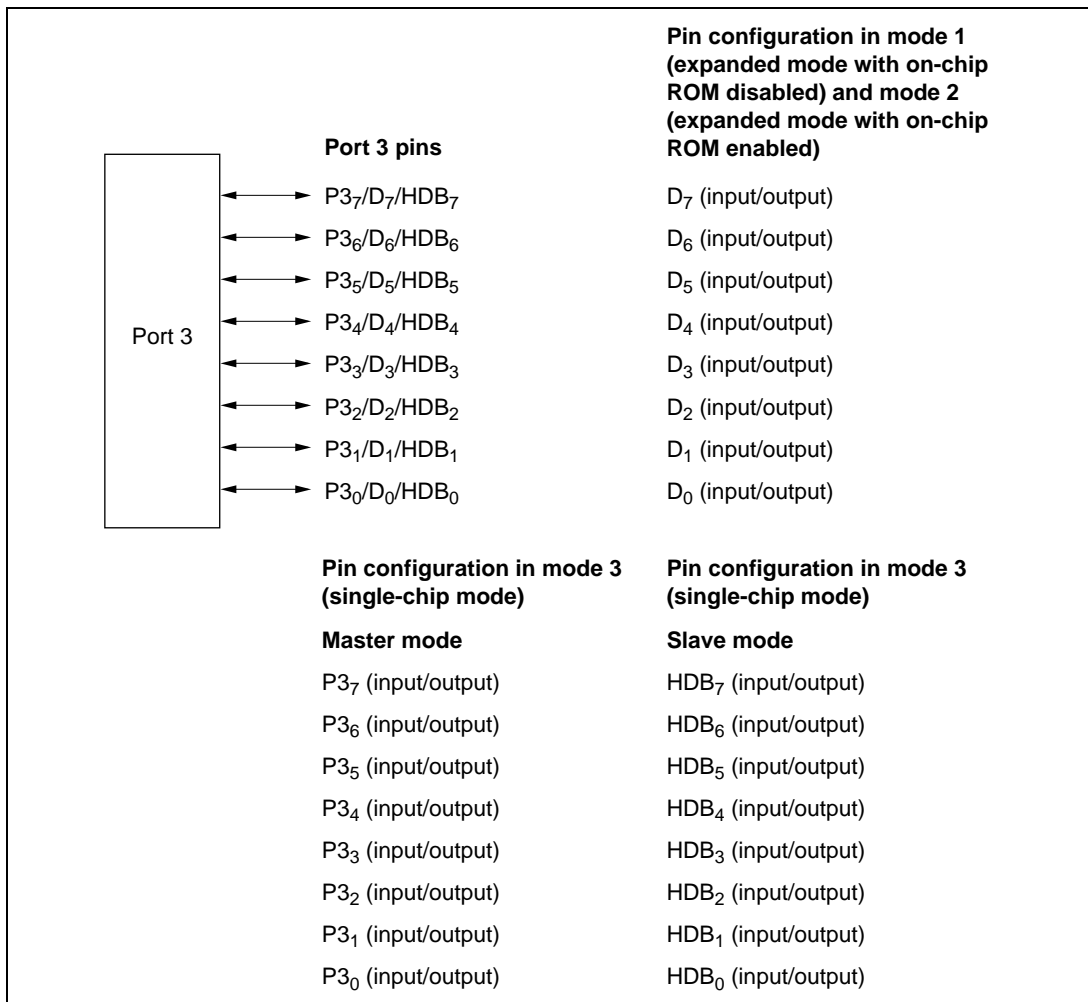 Pin configuration in mode 1
(expanded mode with on-chip
ROM disabled) and mode 2
(expanded mode with on-chip
ROM enabled)
Port 3 pins
Port 3
P3₇/D₇/HDB₇ D₇ (input/output)
P3₆/D₆/HDB₆ D₆ (input/output)
P3₅/D₅/HDB₅ D₅ (input/output)
P3₄/D₄/HDB₄ D₄ (input/output)
P3₃/D₃/HDB₃ D₃ (input/output)
P3₂/D₂/HDB₂ D₂ (input/output)
P3₁/D₁/HDB₁ D₁ (input/output)
P3₀/D₀/HDB₀ D₀ (input/output)
Pin configuration in mode 3
(single-chip mode)
Master mode
P3₇ (input/output)
P3₆ (input/output)
P3₅ (input/output)
P3₄ (input/output)
P3₃ (input/output)
P3₂ (input/output)
P3₁ (input/output)
P3₀ (input/output)
Pin configuration in mode 3
(single-chip mode)
Slave mode
HDB₇ (input/output)
HDB₆ (input/output)
HDB₅ (input/output)
HDB₄ (input/output)
HDB₃ (input/output)
HDB₂ (input/output)
HDB₁ (input/output)
HDB₀ (input/output)